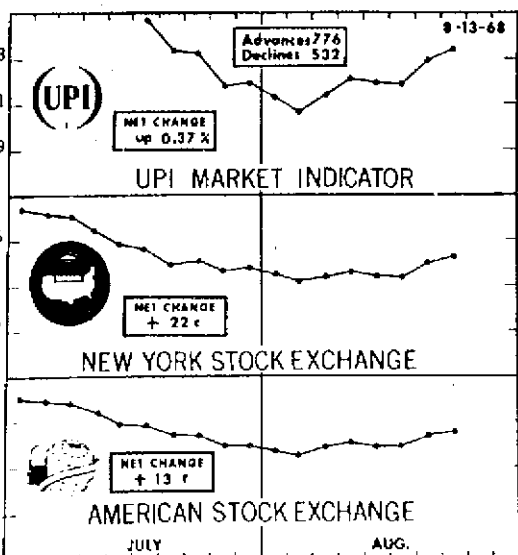 8-13-68
Advances 776
Declines 532
(UPI)
NET CHANGE
up 0.37 %
UPI MARKET INDICATOR
NET CHANGE
+ 22 ¢
NEW YORK STOCK EXCHANGE
NET CHANGE
+ 13 ¢
AMERICAN STOCK EXCHANGE
JULY AUG.